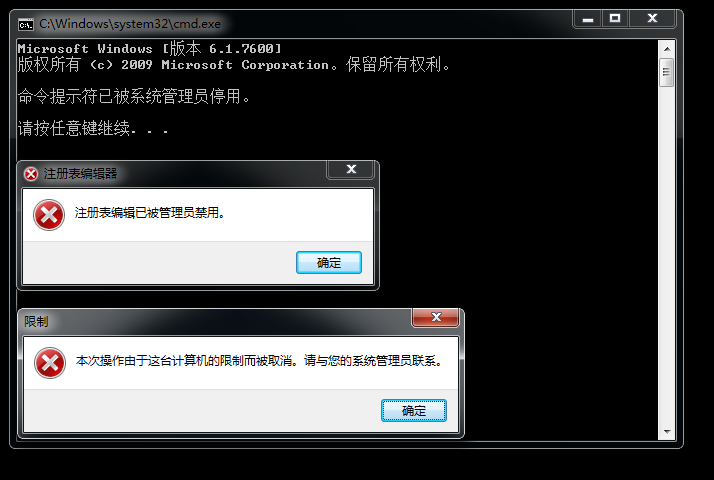 C:\Windows\system32\cmd.exe
Microsoft Windows [版本 6.1.7600]
版权所有 (c) 2009 Microsoft Corporation。保留所有权利。
命令提示符已被系统管理员停用。
请按任意键继续. . .
注册表编辑器
注册表编辑已被管理员禁用。
确定
限制
本次操作由于这台计算机的限制而被取消。请与您的系统管理员联系。
确定